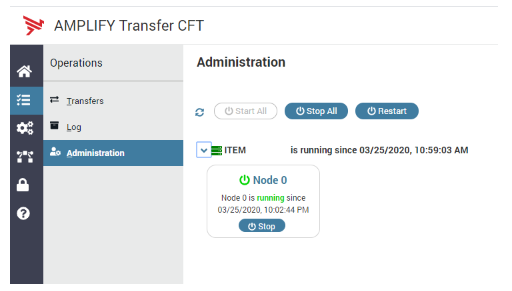 AMPLIFY Transfer CFT
Operations
Transfers
Log
Administration
Administration
Start All
Stop All
Restart
ITEM is running since 03/25/2020, 10:59:03 AM
Node 0
Node 0 is running since
03/25/2020, 10:02:44 PM
Stop